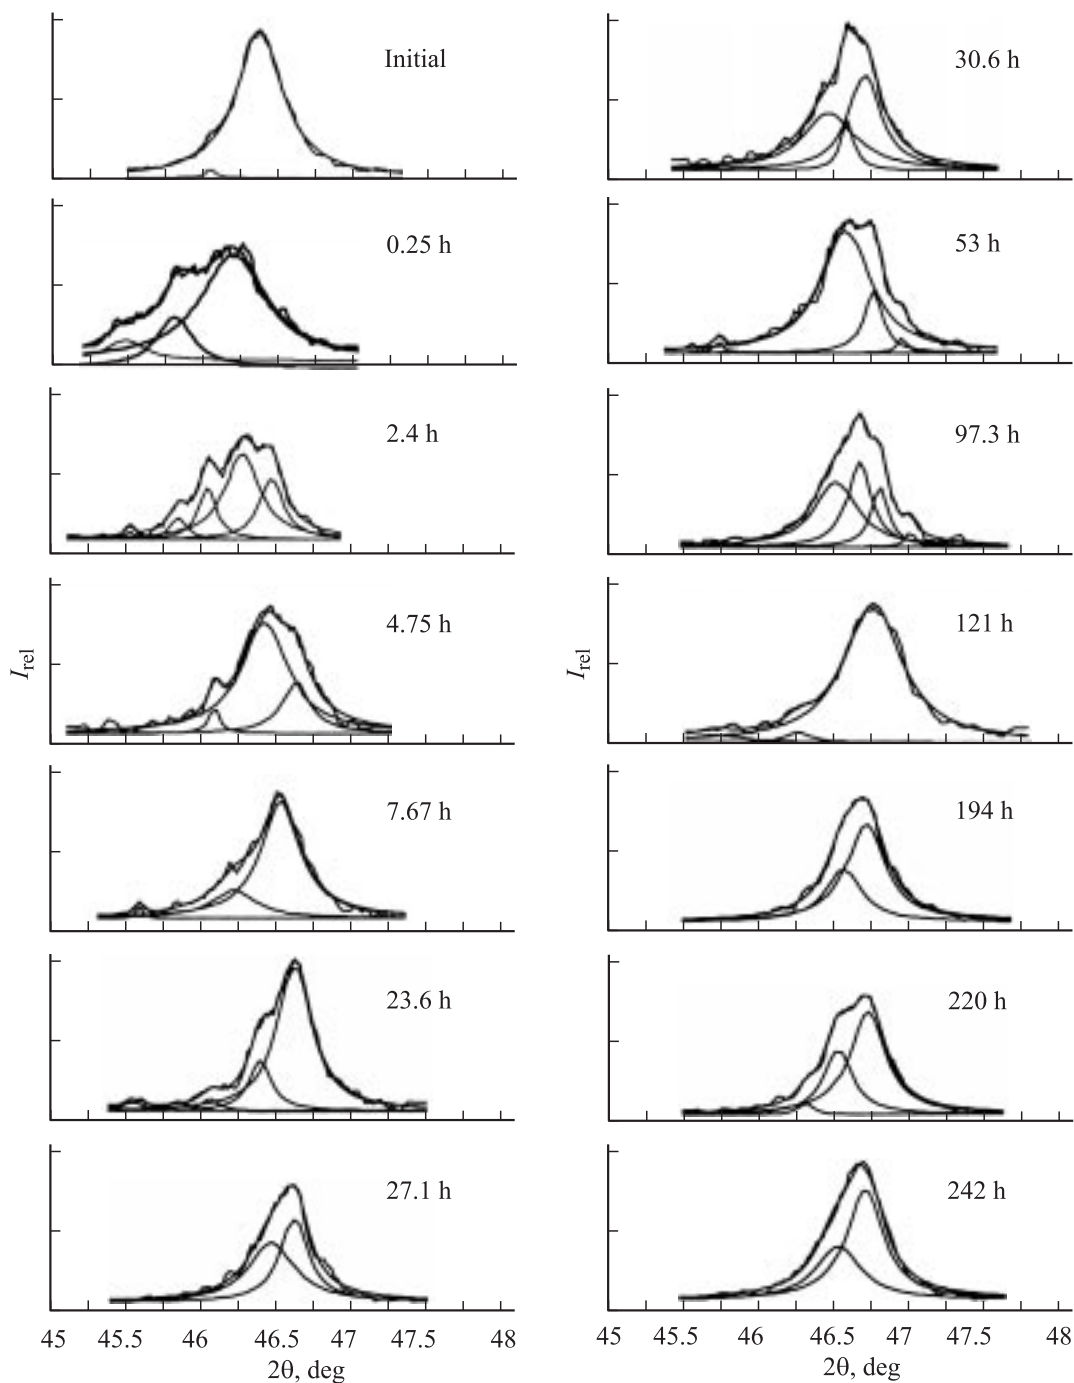 Initial
0.25 h
2.4 h
4.75 h
7.67 h
23.6 h
27.1 h
I rel
45 45.5 46 46.5 47 47.5 48
2θ, deg
30.6 h
53 h
97.3 h
121 h
194 h
220 h
242 h
I rel
45 45.5 46 46.5 47 47.5 48
2θ, deg